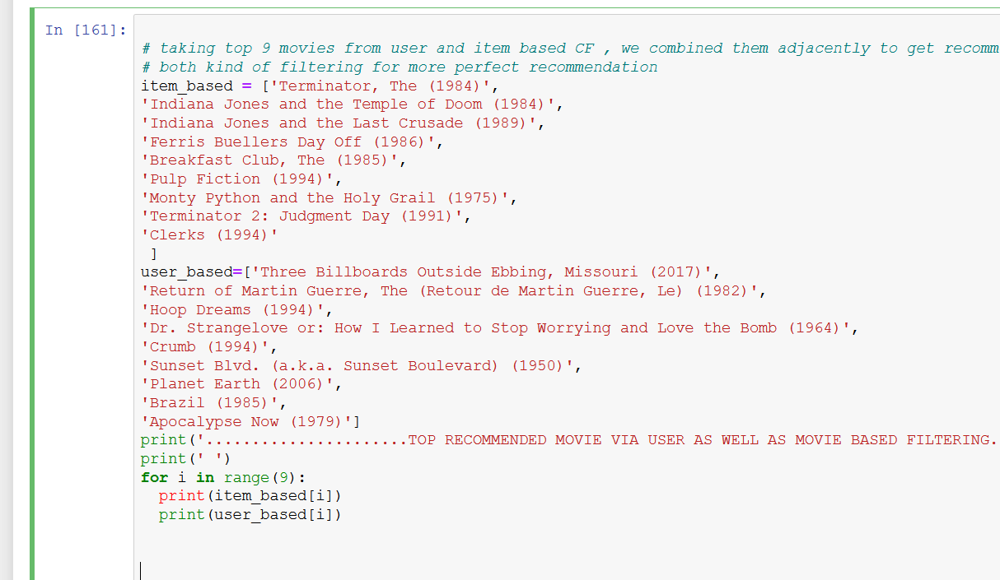 In [161]:
# taking top 9 movies from user and item based CF , we combined them adjacently to get recomm
# both kind of filtering for more perfect recommendation
item_based = ['Terminator, The (1984)',
'Indiana Jones and the Temple of Doom (1984)',
'Indiana Jones and the Last Crusade (1989)',
'Ferris Buellers Day Off (1986)',
'Breakfast Club, The (1985)',
'Pulp Fiction (1994)',
'Monty Python and the Holy Grail (1975)',
'Terminator 2: Judgment Day (1991)',
'Clerks (1994)'
 ]
user_based=['Three Billboards Outside Ebbing, Missouri (2017)',
'Return of Martin Guerre, The (Retour de Martin Guerre, Le) (1982)',
'Hoop Dreams (1994)',
'Dr. Strangelove or: How I Learned to Stop Worrying and Love the Bomb (1964)',
'Crumb (1994)',
'Sunset Blvd. (a.k.a. Sunset Boulevard) (1950)',
'Planet Earth (2006)',
'Brazil (1985)',
'Apocalypse Now (1979)']
print('......................TOP RECOMMENDED MOVIE VIA USER AS WELL AS MOVIE BASED FILTERING.
print(' ')
for i in range(9):
  print(item_based[i])
  print(user_based[i])